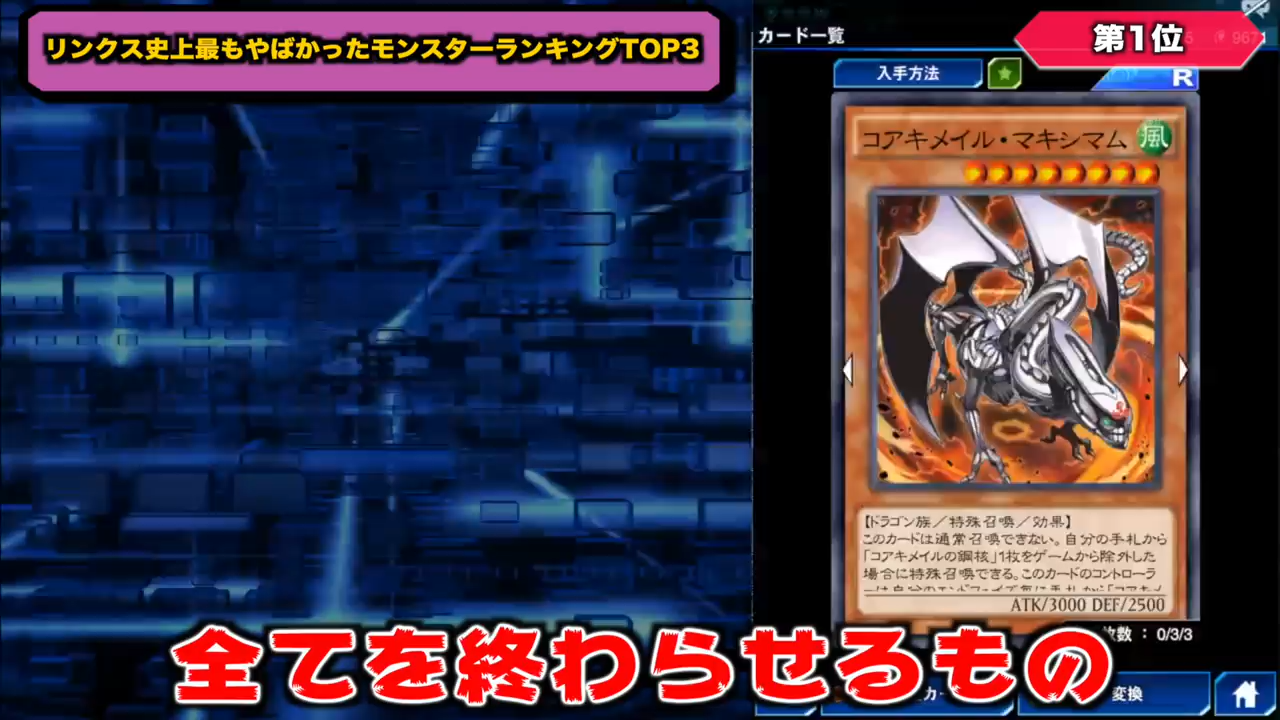 リンクス史上最もやばかったモンスターランキングTOP3
カード一覧
第1位
入手方法
R
コアキメイル・マキシマム
風
【ドラゴン族/特殊召喚/効果】
このカードは通常召喚できない。自分の手札から
「コアキメイルの鋼核」1枚をゲームから除外した
場合に特殊召喚できる。このカードのコントローラ
ATK/3000 DEF/2500
枚数 : 0/3/3
全てを終わらせるもの
変換